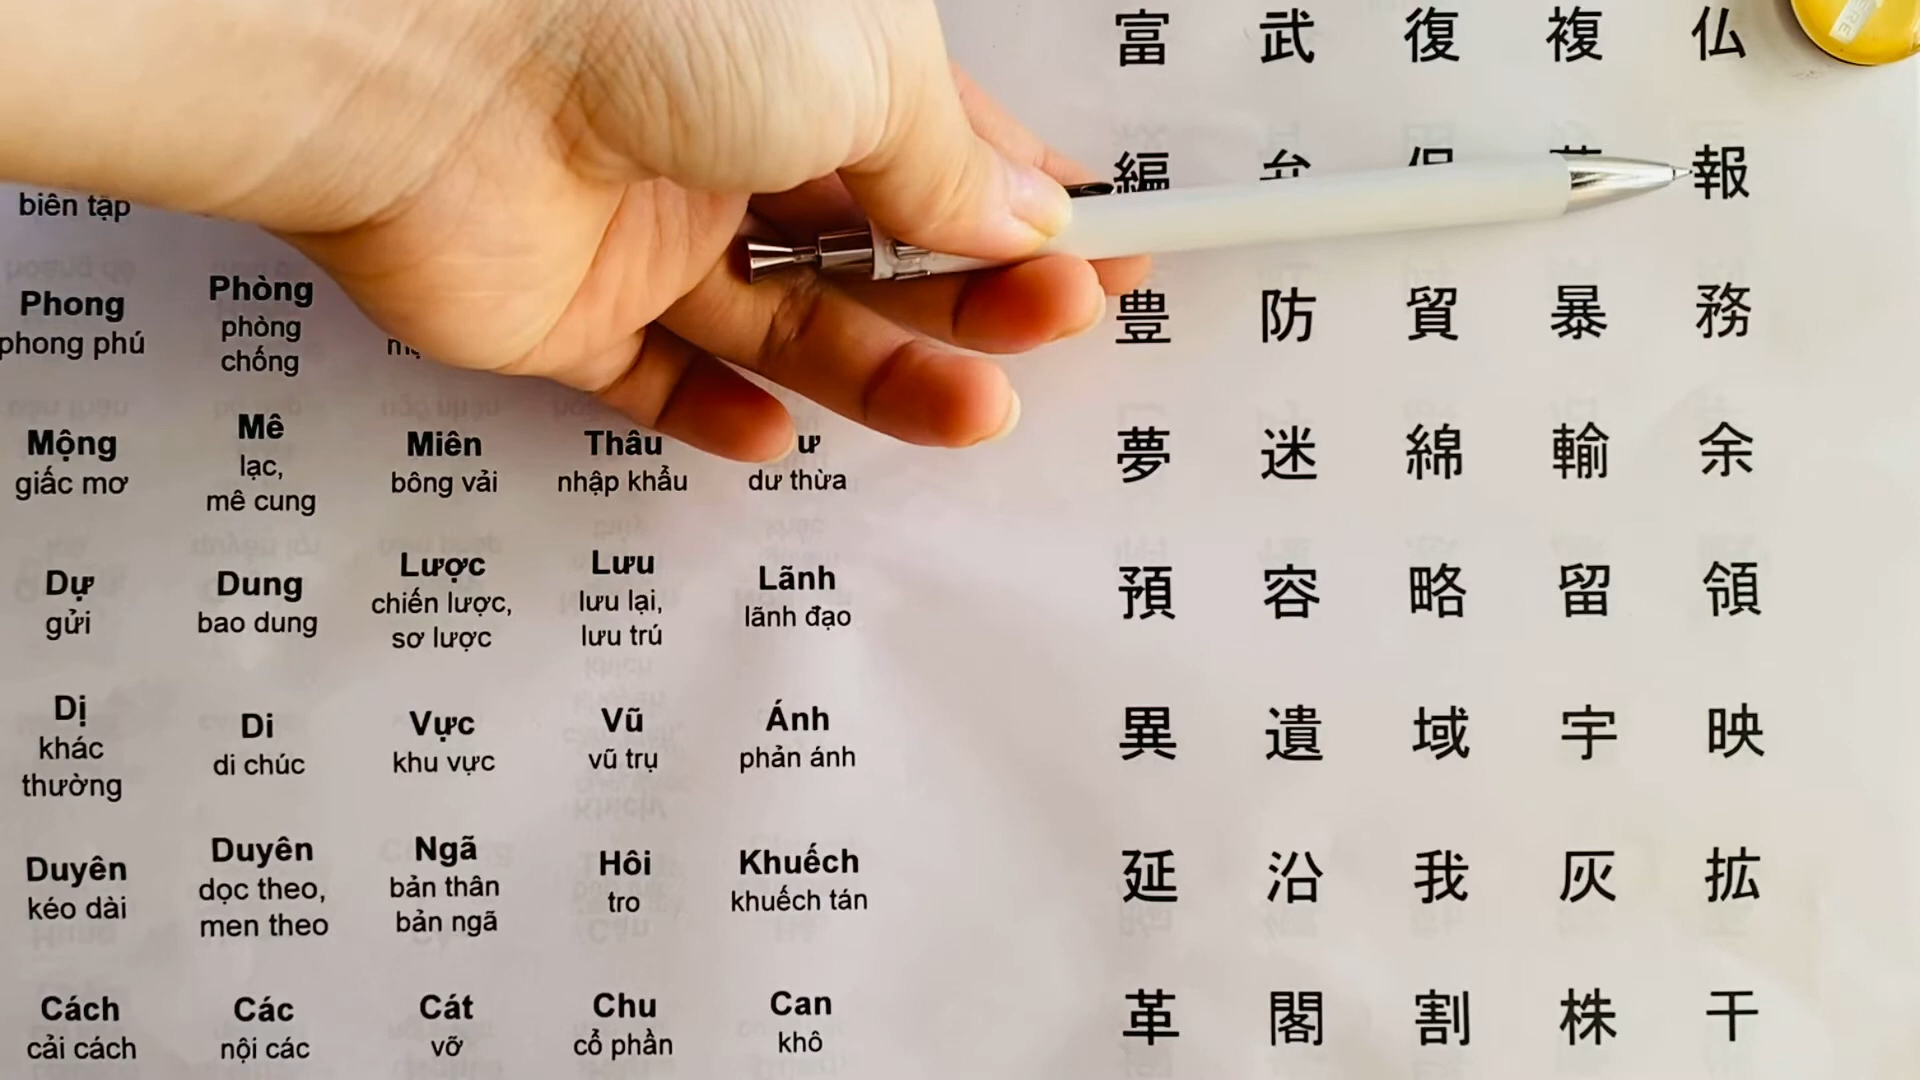 富 武 復 複 仏
編 弁 報
biên tập
豊 防 貿 暴 務
Phong Phòng
phong phú phòng
chống
夢 迷 綿 輸 余
Mộng Mê Miên Thâu
giấc mơ lạc, bông vải nhập khẩu dư thừa
mê cung
預 容 略 留 領
Dự Dung Lược Lưu Lãnh
gửi bao dung chiến lược, lưu lại, lãnh đạo
sơ lược lưu trú
異 遺 域 宇 映
Dị Di Vực Vũ Ánh
khác di chúc khu vực vũ trụ phản ánh
thường
延 沿 我 灰 拡
Duyên Duyên Ngã Hôi Khuếch
kéo dài dọc theo, bản thân tro khuếch tán
men theo bản ngã
革 閣 割 株 干
Cách Các Cát Chu Can
cải cách nội các vỡ cổ phần khô